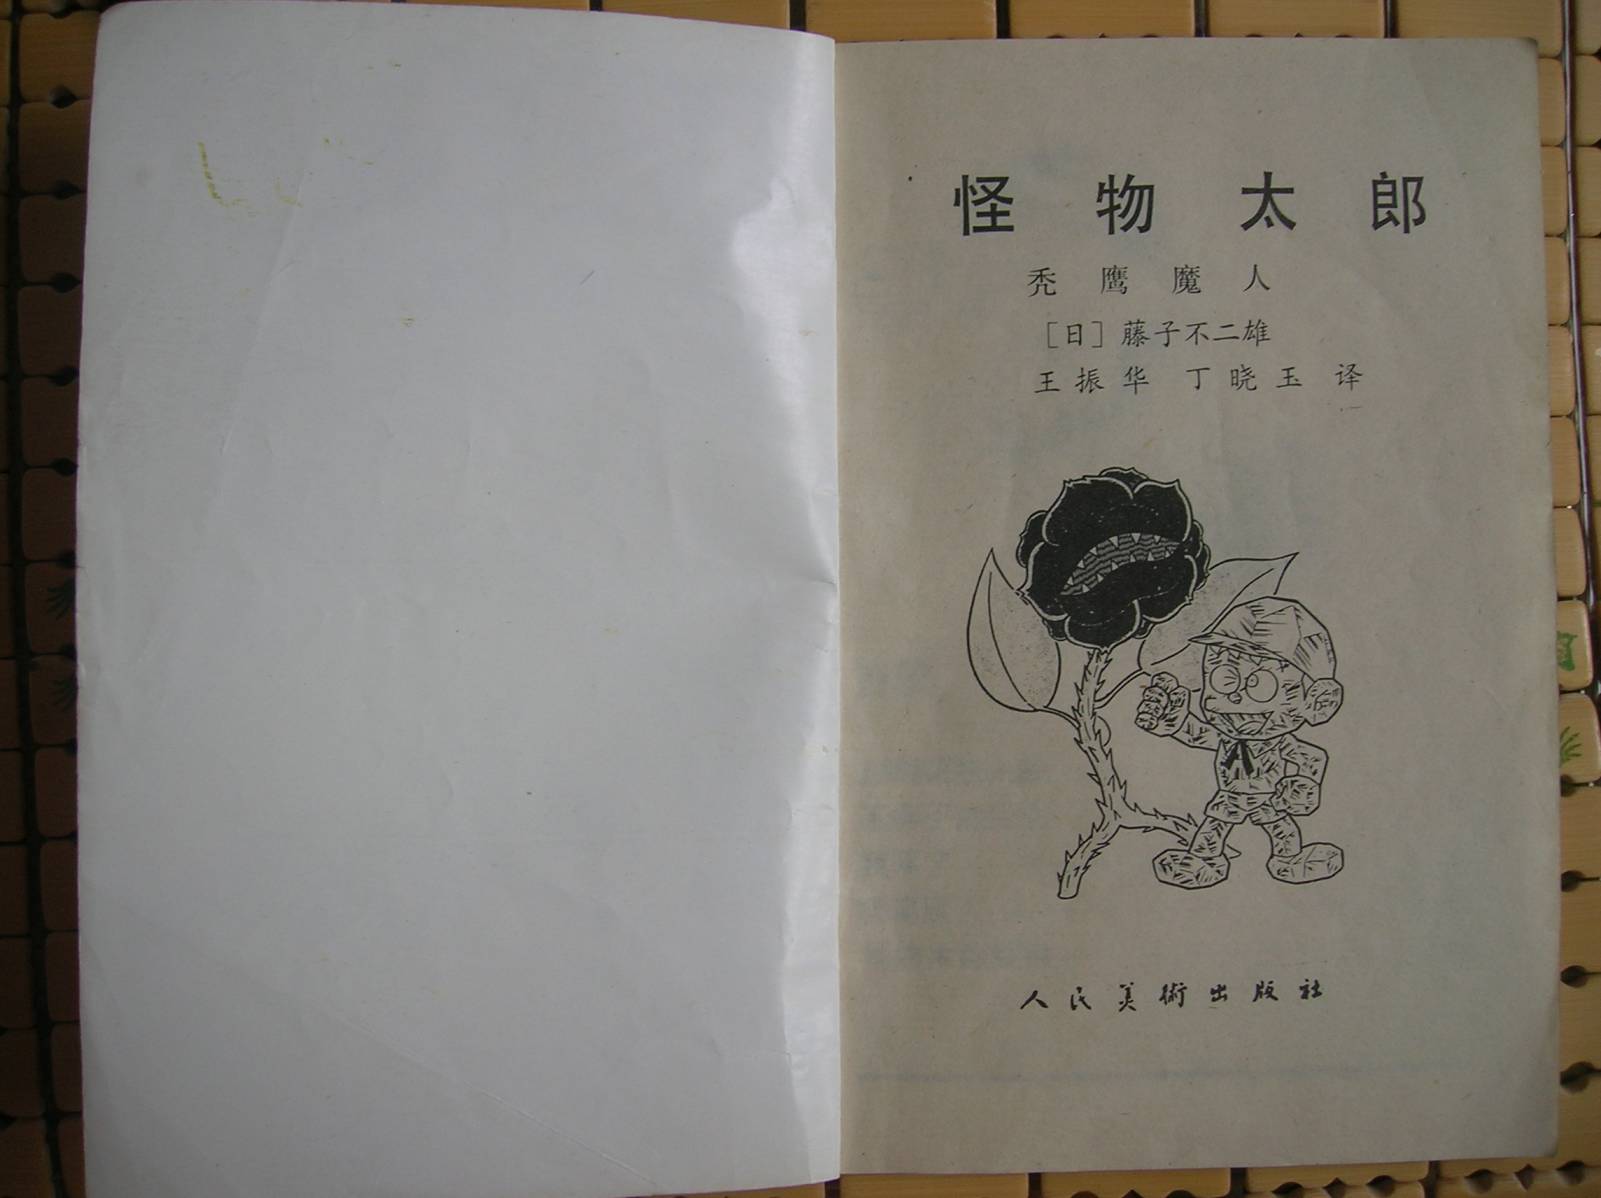 怪物太郎
秃鹰魔人
［日］藤子不二雄
王振华 丁晓玉 译
人民美術出版社